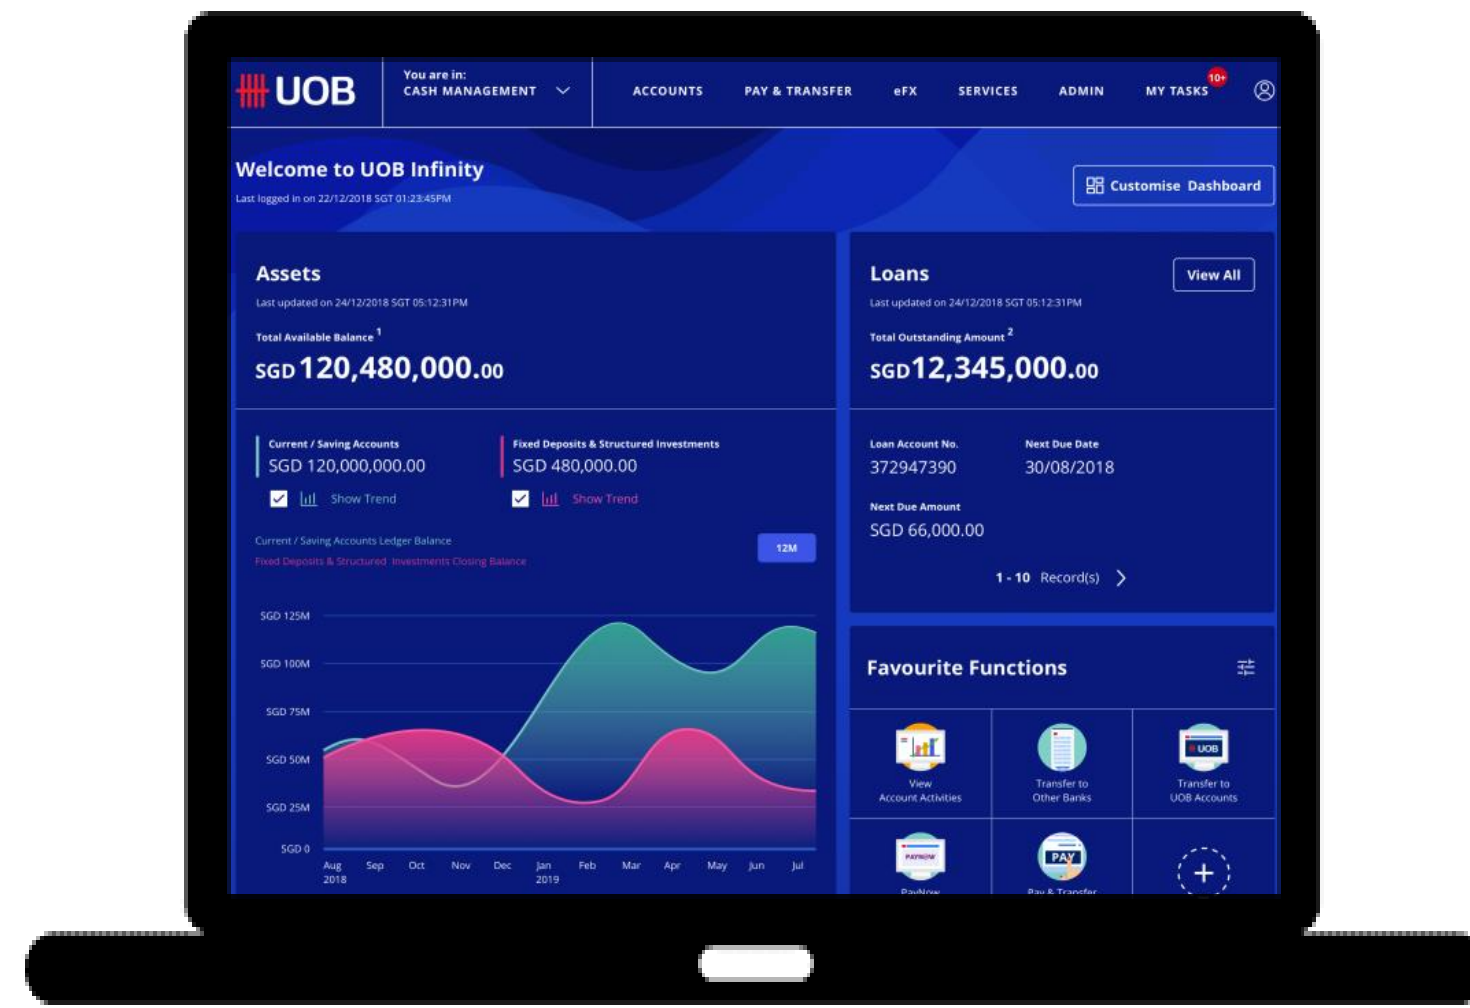 UOB
You are in:
CASH MANAGEMENT
ACCOUNTS
PAY & TRANSFER
eFX
SERVICES
ADMIN
MY TASKS
10+
Welcome to UOB Infinity
Last logged in on 22/12/2018 SGT 01:23:45PM
Customise Dashboard
Assets
Last updated on 24/12/2018 SGT 05:12:31PM
Total Available Balance 1
SGD 120,480,000.00
Current / Saving Accounts
SGD 120,000,000.00
Show Trend
Fixed Deposits & Structured Investments
SGD 480,000.00
Show Trend
Current / Saving Accounts Ledger Balance
Fixed Deposits & Structured Investments Closing Balance
12M
SGD 125M
SGD 100M
SGD 75M
SGD 50M
SGD 25M
SGD 0
Aug Sep Oct Nov Dec Jan Feb Mar Apr May Jun Jul
2018 2019
Loans
View All
Last updated on 24/12/2018 SGT 05:12:31PM
Total Outstanding Amount 2
SGD 12,345,000.00
Loan Account No.
372947390
Next Due Date
30/08/2018
Next Due Amount
SGD 66,000.00
1 - 10 Record(s)
Favourite Functions
View
Account Activities
Transfer to
Other Banks
UOB
Transfer to
UOB Accounts
PAYNOW
PayNow
PAY
Pay & Transfer